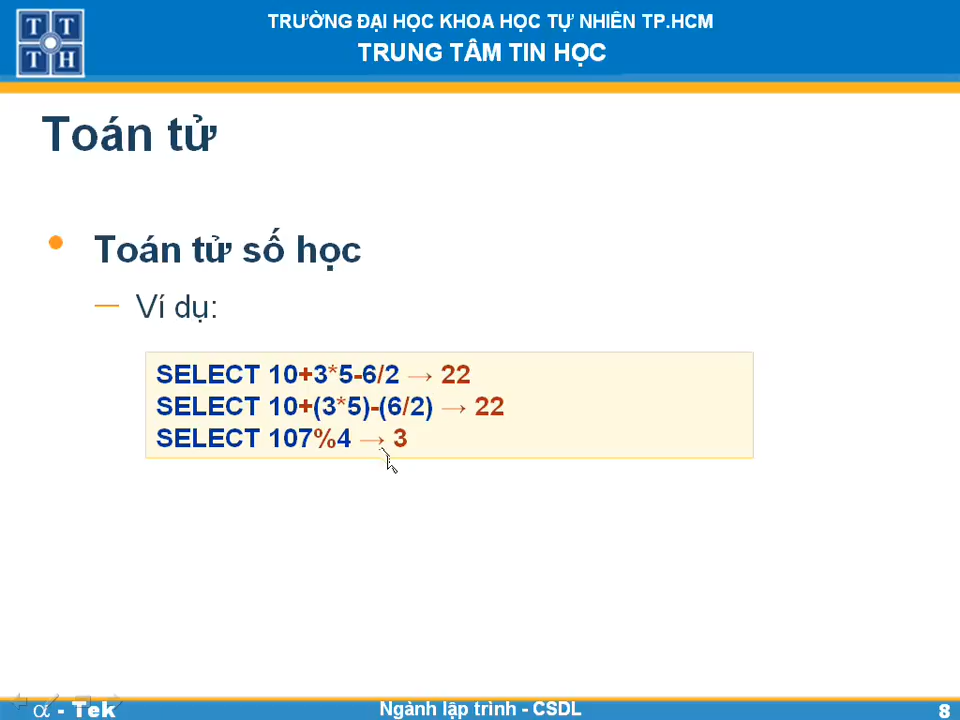 TRƯỜNG ĐẠI HỌC KHOA HỌC TỰ NHIÊN TP.HCM
TRUNG TÂM TIN HỌC
T T
T H
Toán tử
• Toán tử số học
– Ví dụ:
SELECT 10+3*5-6/2 → 22
SELECT 10+(3*5)-(6/2) → 22
SELECT 107%4 → 3
α - Tek
Ngành lập trình - CSDL
8